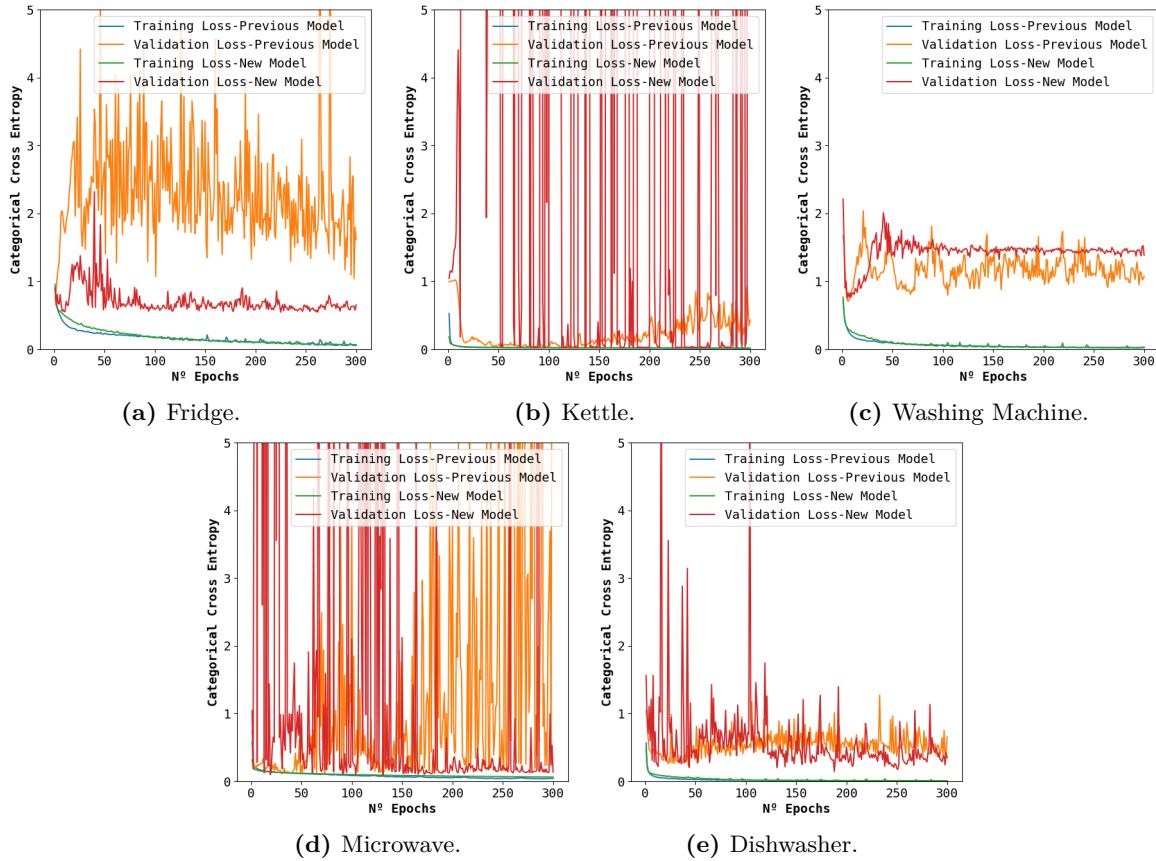 Categorical Cross Entropy
5
4
3
2
1
0
Training Loss-Previous Model
Validation Loss-Previous Model
Training Loss-New Model
Validation Loss-New Model
0 50 100 150 200 250 300
Nº Epochs
(a) Fridge.
Categorical Cross Entropy
5
4
3
2
1
0
Training Loss-Previous Model
Validation Loss-Previous Model
Training Loss-New Model
Validation Loss-New Model
0 50 100 150 200 250 300
Nº Epochs
(b) Kettle.
Categorical Cross Entropy
5
4
3
2
1
0
Training Loss-Previous Model
Validation Loss-Previous Model
Training Loss-New Model
Validation Loss-New Model
0 50 100 150 200 250 300
Nº Epochs
(c) Washing Machine.
Categorical Cross Entropy
5
4
3
2
1
0
Training Loss-Previous Model
Validation Loss-Previous Model
Training Loss-New Model
Validation Loss-New Model
0 50 100 150 200 250 300
Nº Epochs
(d) Microwave.
Categorical Cross Entropy
5
4
3
2
1
0
Training Loss-Previous Model
Validation Loss-Previous Model
Training Loss-New Model
Validation Loss-New Model
0 50 100 150 200 250 300
Nº Epochs
(e) Dishwasher.